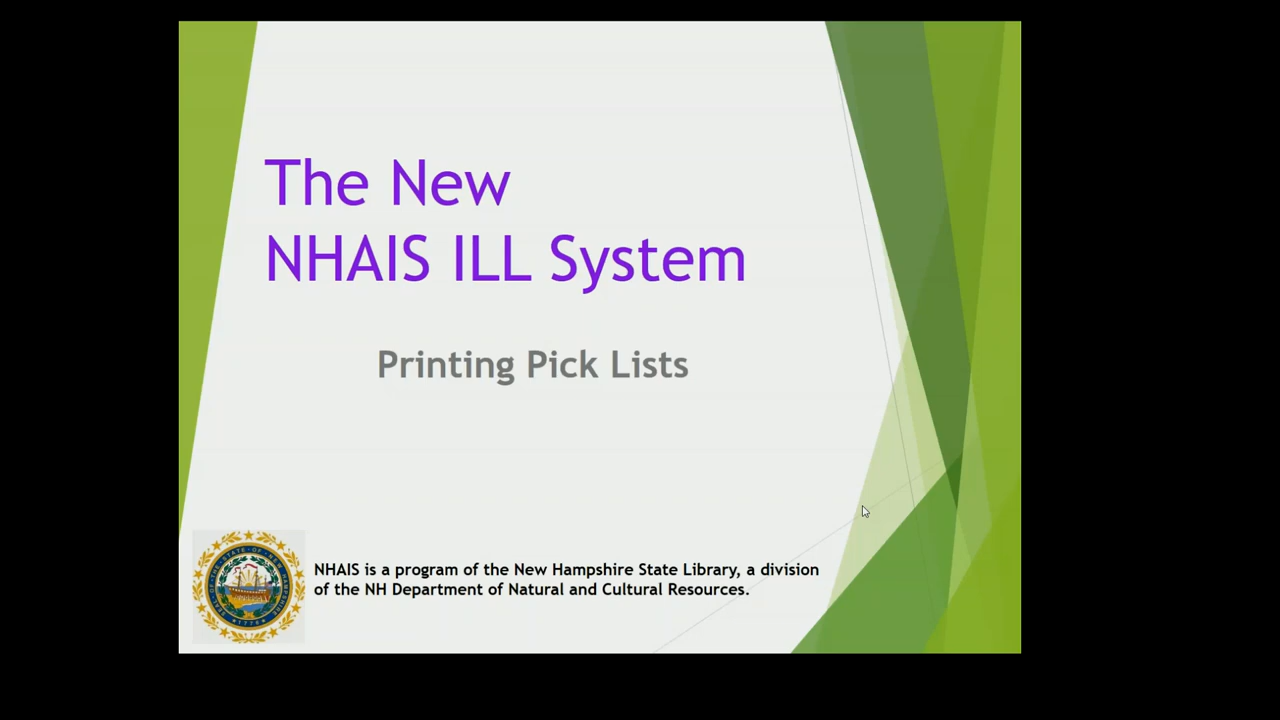 The New
NHAIS ILL System
Printing Pick Lists
NHAIS is a program of the New Hampshire State Library, a division
of the NH Department of Natural and Cultural Resources.
1776